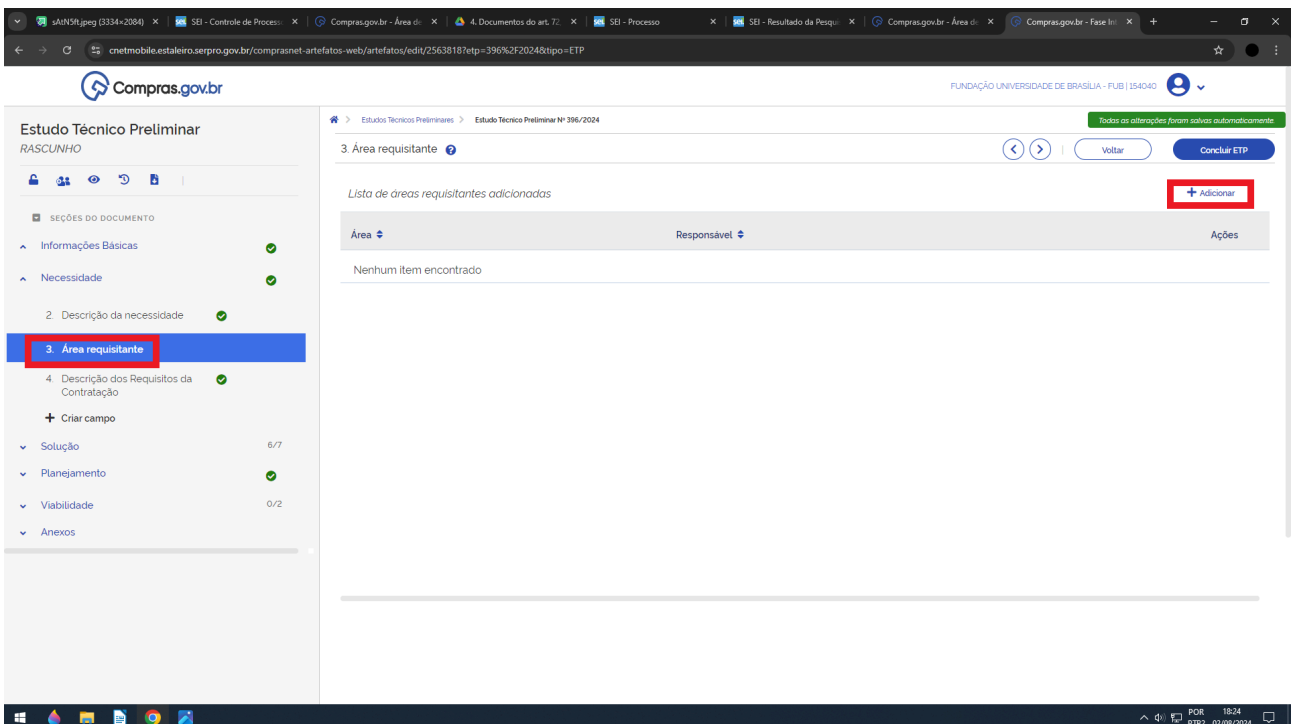 sAtN5ft.jpeg (3334×2084)
SEI - Controle de Process
Compras.gov.br - Área de
4. Documentos do art. 72,
SEI - Processo
SEI - Resultado da Pesqui
Compras.gov.br - Área de
Compras.gov.br - Fase Int
cnetmobile.estaleiro.serpro.gov.br/comprasnet-artefatos-web/artefatos/edit/2563818?etp=396%2F2024&tipo=ETP
Compras.gov.br
FUNDAÇÃO UNIVERSIDADE DE BRASÍLIA - FUB | 154040
Estudo Técnico Preliminar
RASCUNHO
SEÇÕES DO DOCUMENTO
Informações Básicas
Necessidade
2. Descrição da necessidade
3. Área requisitante
4. Descrição dos Requisitos da
Contratação
+ Criar campo
Solução 6/7
Planejamento
Viabilidade 0/2
Anexos
> Estudos Técnicos Preliminares > Estudo Técnico Preliminar Nº 396/2024
Todas as alterações foram salvas automaticamente.
3. Área requisitante
Voltar
Concluir ETP
Lista de áreas requisitantes adicionadas
+ Adicionar
Área Responsável Ações
Nenhum item encontrado
POR 18:24
PTB2 02/08/2024